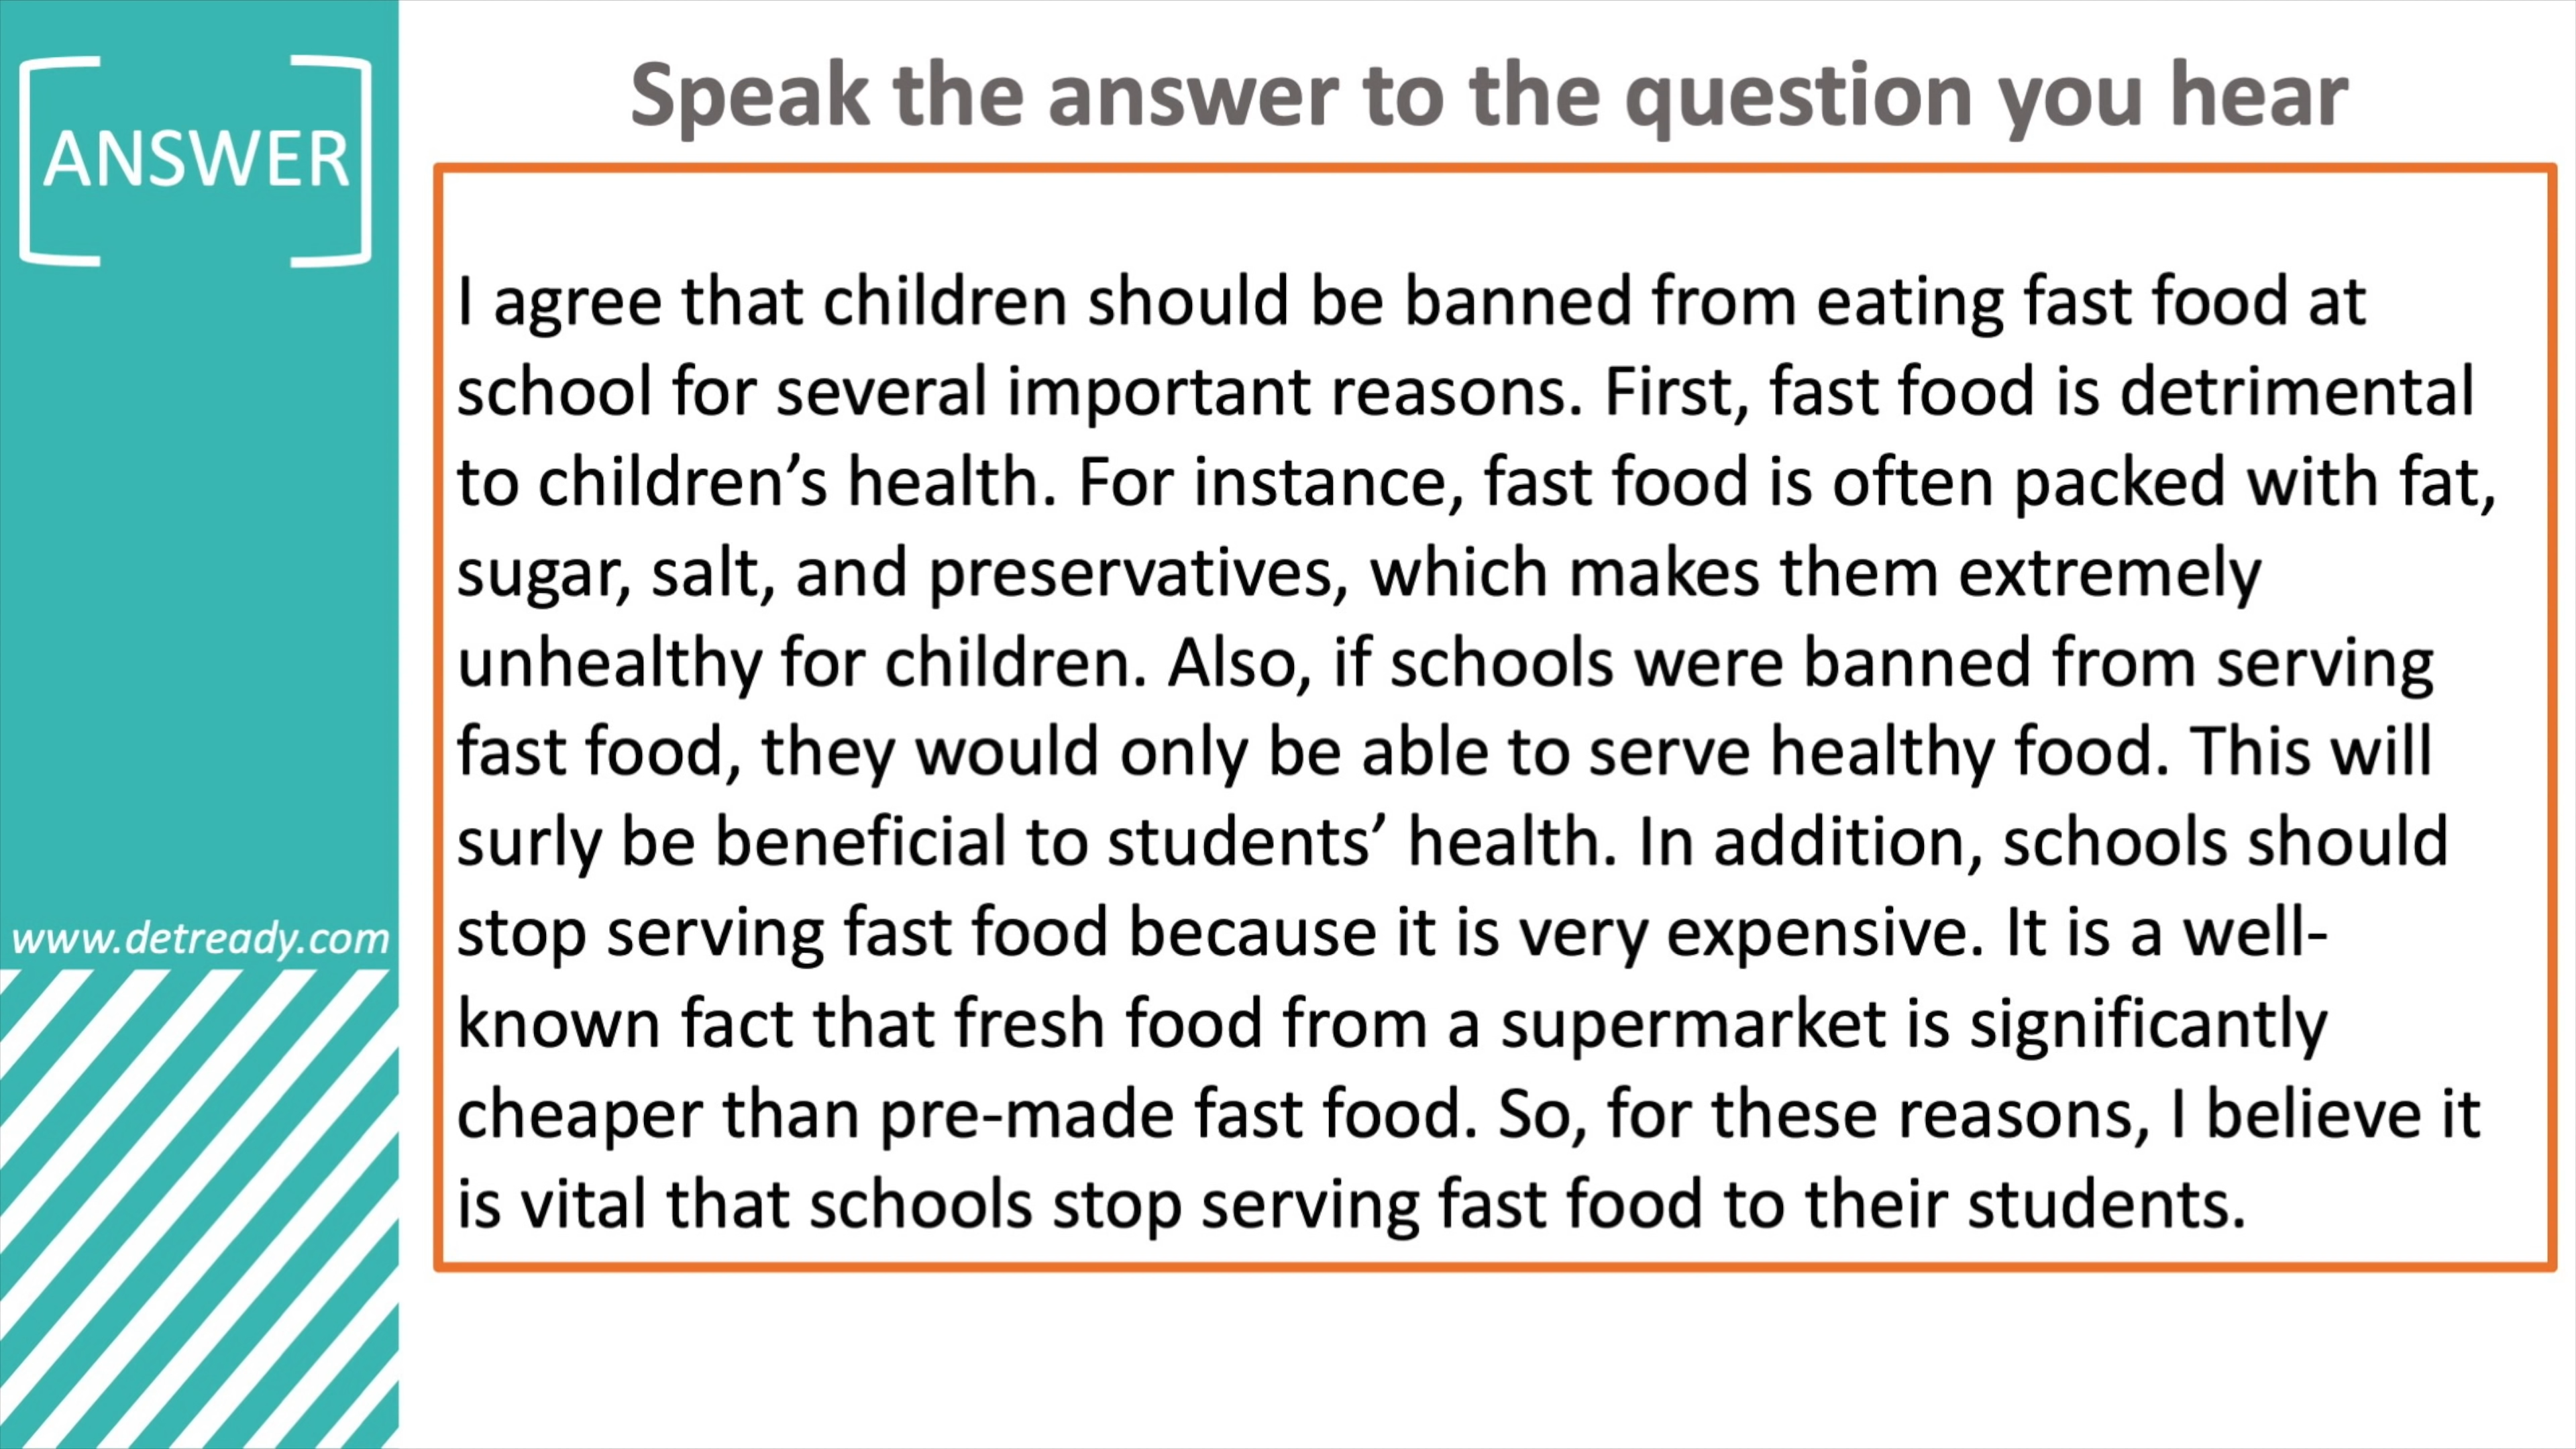 ANSWER
Speak the answer to the question you hear
I agree that children should be banned from eating fast food at
school for several important reasons. First, fast food is detrimental
to children’s health. For instance, fast food is often packed with fat,
sugar, salt, and preservatives, which makes them extremely
unhealthy for children. Also, if schools were banned from serving
fast food, they would only be able to serve healthy food. This will
surly be beneficial to students’ health. In addition, schools should
stop serving fast food because it is very expensive. It is a well-
known fact that fresh food from a supermarket is significantly
cheaper than pre-made fast food. So, for these reasons, I believe it
is vital that schools stop serving fast food to their students.
www.detready.com